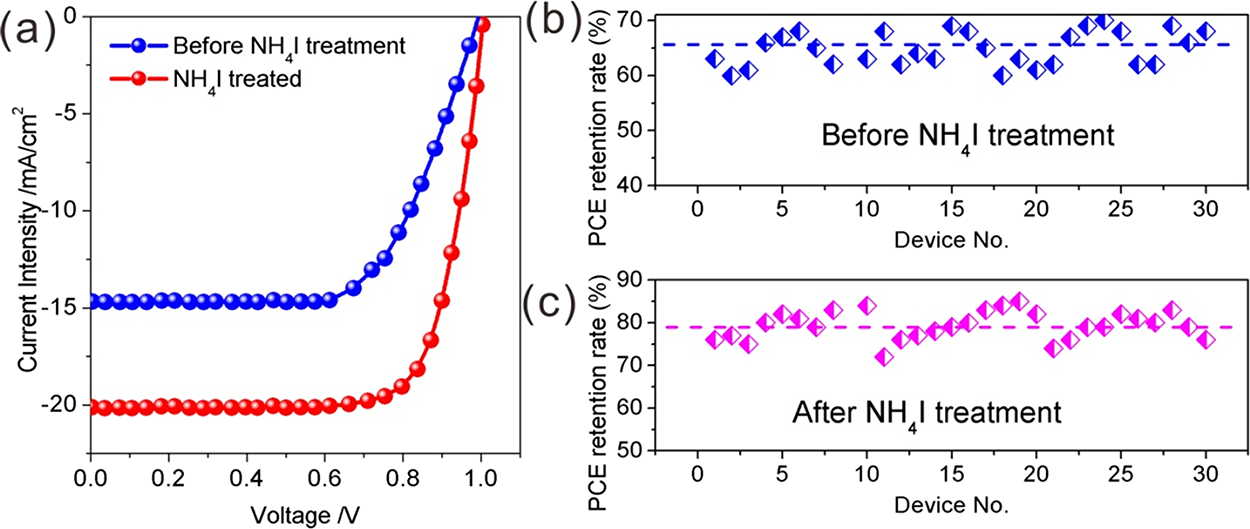 (a)
0
-5
-10
-15
-20
Current Intensity /mA/cm²
Before NH₄I treatment
NH₄I treated
0.0 0.2 0.4 0.6 0.8 1.0
Voltage /V
(b)
70
60
50
40
PCE retention rate (%)
Before NH₄I treatment
0 5 10 15 20 25 30
Device No.
(c)
90
80
70
60
50
PCE retention rate (%)
After NH₄I treatment
0 5 10 15 20 25 30
Device No.